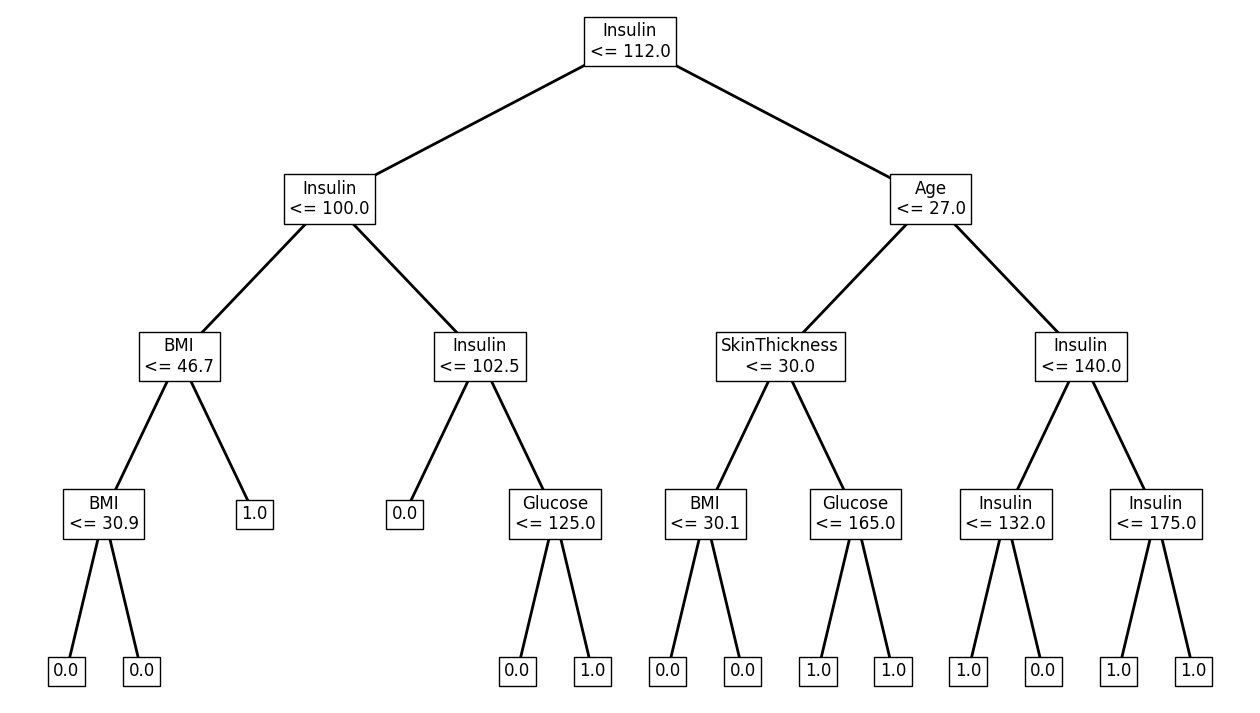 Insulin
<= 112.0
Insulin
<= 100.0
Age
<= 27.0
BMI
<= 46.7
Insulin
<= 102.5
SkinThickness
<= 30.0
Insulin
<= 140.0
BMI
<= 30.9
1.0
0.0
Glucose
<= 125.0
BMI
<= 30.1
Glucose
<= 165.0
Insulin
<= 132.0
Insulin
<= 175.0
0.0
0.0
0.0
1.0
0.0
0.0
1.0
1.0
1.0
0.0
1.0
1.0